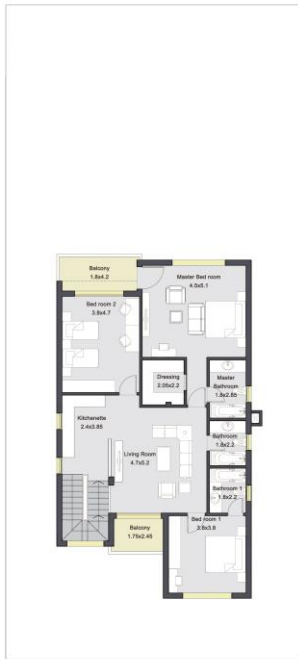 Balcony
1.8x4.2
Master Bed room
4.0x5.1
Bed room 2
3.9x4.7
Dressing
2.05x2.2
Master
Bathroom
1.8x2.85
Kitchenette
2.4x3.85
Living Room
4.7x5.2
Bathroom
1.8x2.2
Bathroom 1
1.8x2.2
Balcony
1.75x2.45
Bed room 1
3.8x3.8